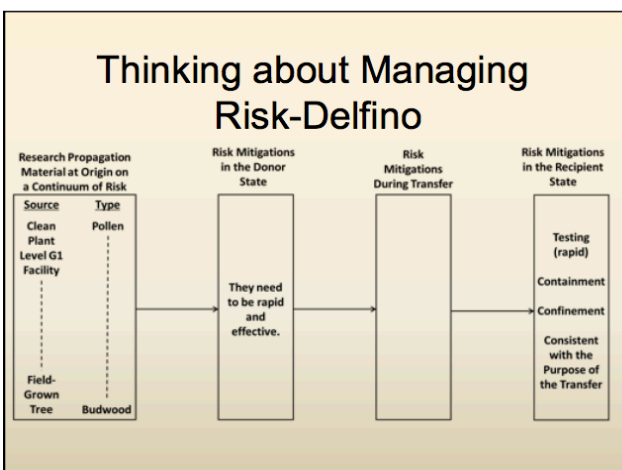 Thinking about Managing
Risk-Delfino
Research Propagation
Material at Origin on
a Continuum of Risk
Source Type
Clean
Plant
Level G1
Facility
Pollen
Field-
Grown
Tree
Budwood
Risk Mitigations
in the Donor
State
They need
to be rapid
and
effective.
Risk
Mitigations
During Transfer
Risk Mitigations
in the Recipient
State
Testing
(rapid)
Containment
Confinement
Consistent
with the
Purpose of
the Transfer